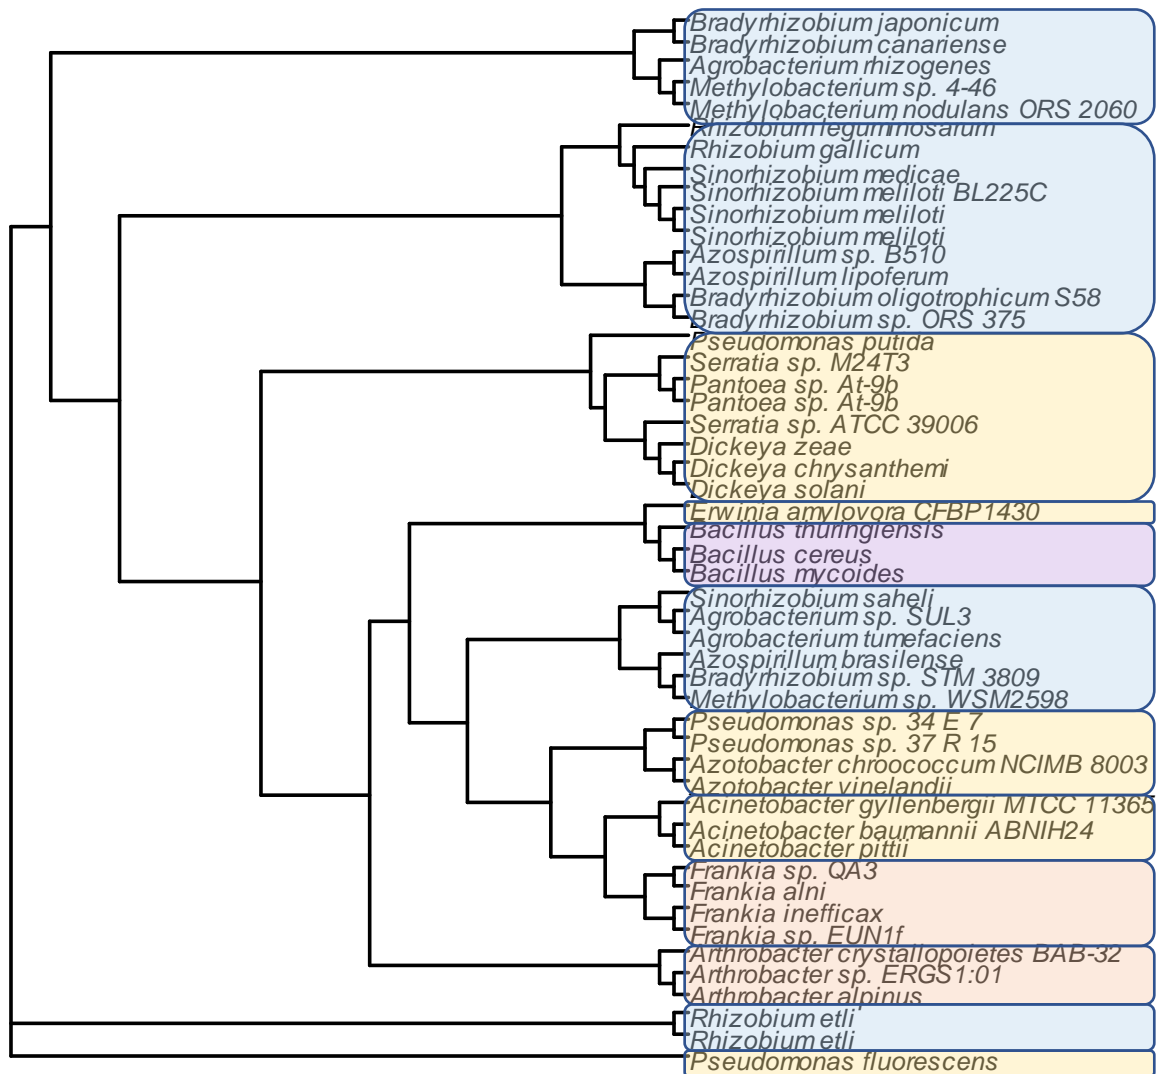 Bradyrhizobium japonicum
Bradyrhizobium canariense
Agrobacterium rhizogenes
Methylobacterium sp. 4-46
Methylobacterium nodulans ORS 2060
Rhizobium leguminosarum
Rhizobium gallicum
Sinorhizobium medicae
Sinorhizobium meliloti BL225C
Sinorhizobium meliloti
Sinorhizobium meliloti
Azospirillum sp. B510
Azospirillum lipoferum
Bradyrhizobium oligotrophicum S58
Bradyrhizobium sp. ORS 375
Pseudomonas putida
Serratia sp. M24T3
Pantoea sp. At-9b
Pantoea sp. At-9b
Serratia sp. ATCC 39006
Dickeya zeae
Dickeya chrysanthemi
Dickeya solani
Erwinia amylovora CFBP1430
Bacillus thuringiensis
Bacillus cereus
Bacillus mycoides
Sinorhizobium saheli
Agrobacterium sp. SUL3
Agrobacterium tumefaciens
Azospirillum brasilense
Bradyrhizobium sp. STM 3809
Methylobacterium sp. WSM2598
Pseudomonas sp. 34 E 7
Pseudomonas sp. 37 R 15
Azotobacter chroococcum NCIMB 8003
Azotobacter vinelandii
Acinetobacter gyllenbergii MTCC 11365
Acinetobacter baumannii ABNIH24
Acinetobacter pittii
Frankia sp. QA3
Frankia alni
Frankia inefficax
Frankia sp. EUN1f
Arthrobacter crystallopoietes BAB-32
Arthrobacter sp. ERGS1:01
Arthrobacter alpinus
Rhizobium etli
Rhizobium etli
Pseudomonas fluorescens